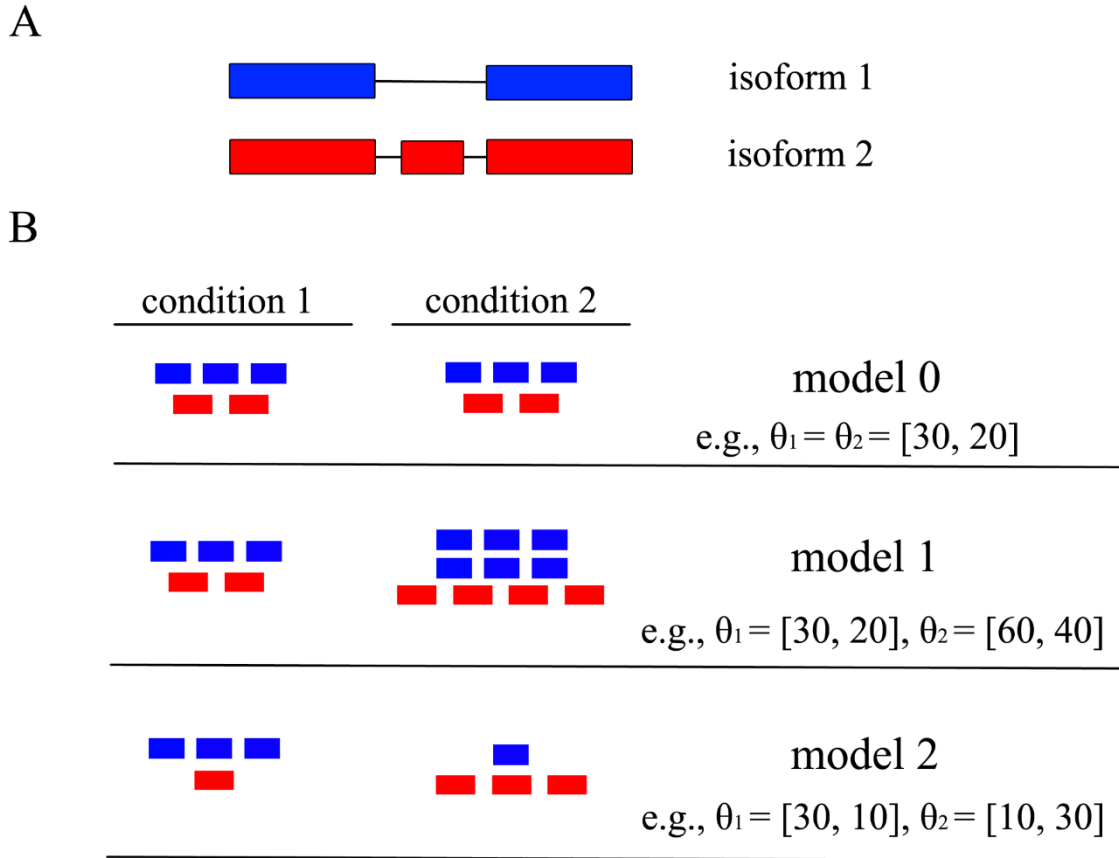 A
isoform 1
isoform 2
B
condition 1 condition 2
model 0
e.g., θ₁ = θ₂ = [30, 20]
model 1
e.g., θ₁ = [30, 20], θ₂ = [60, 40]
model 2
e.g., θ₁ = [30, 10], θ₂ = [10, 30]